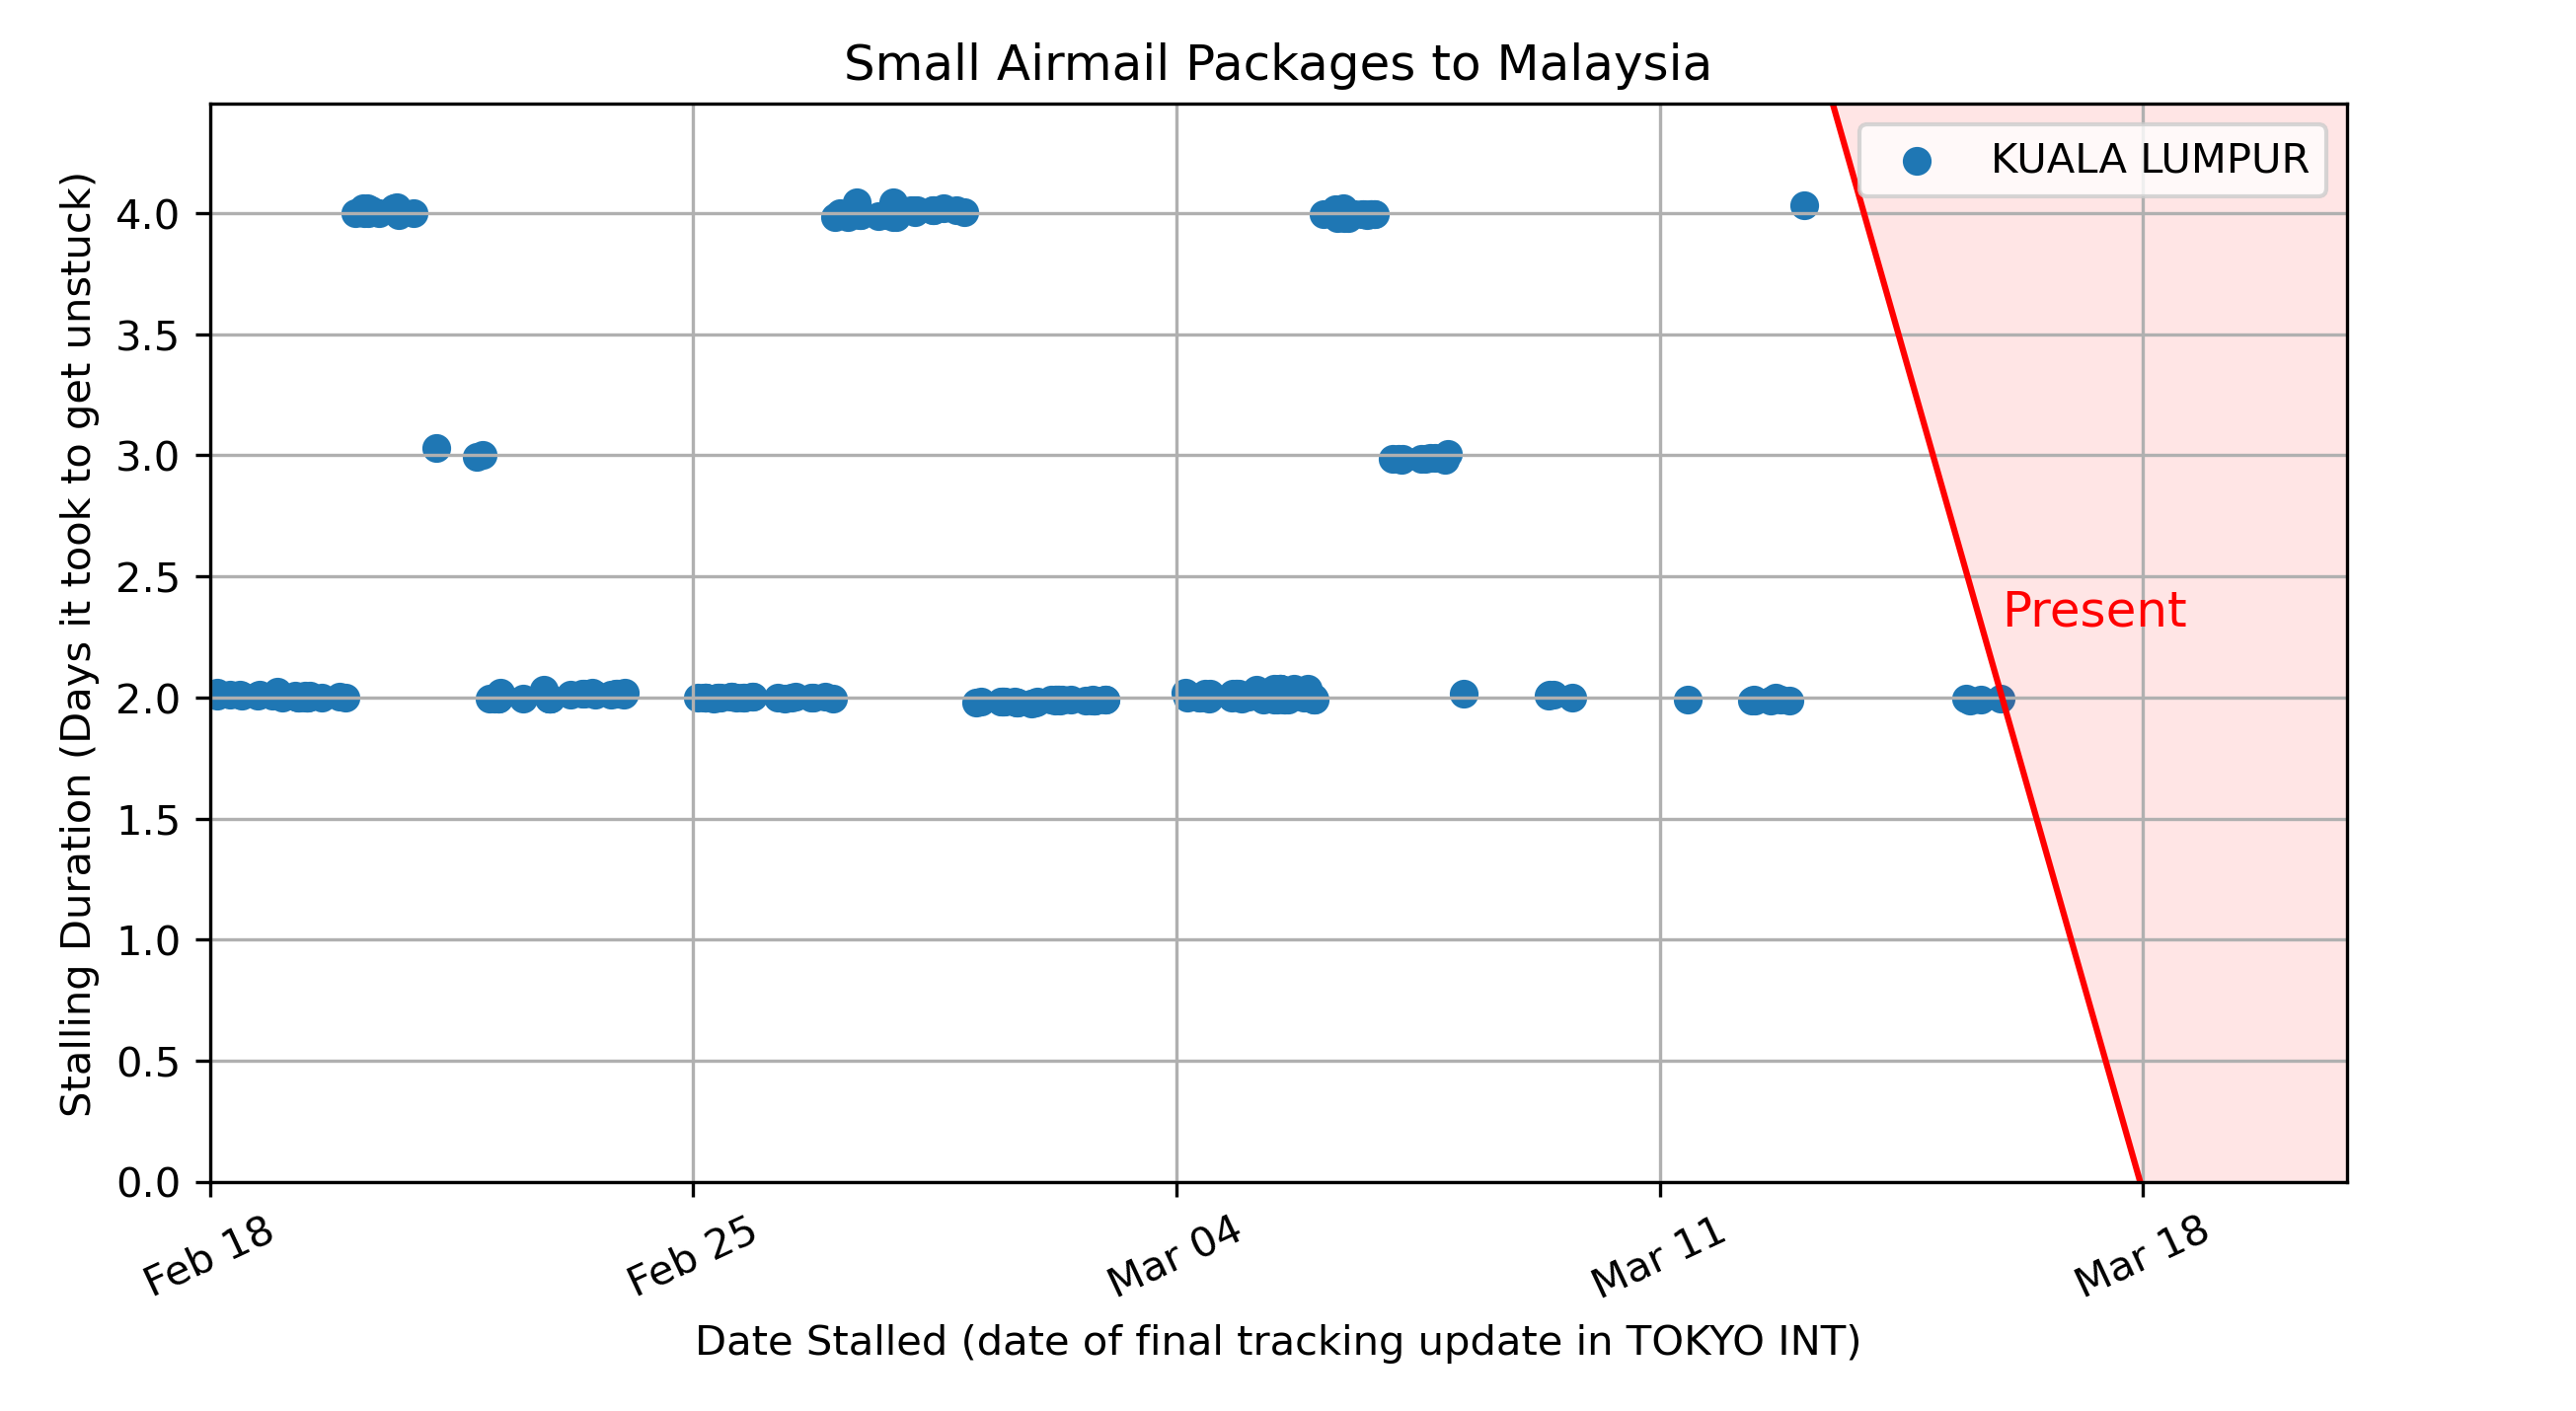 Small Airmail Packages to Malaysia
KUALA LUMPUR
Stalling Duration (Days it took to get unstuck)
4.0
3.5
3.0
2.5
2.0
1.5
1.0
0.5
0.0
Present
Feb 18
Feb 25
Mar 04
Mar 11
Mar 18
Date Stalled (date of final tracking update in TOKYO INT)